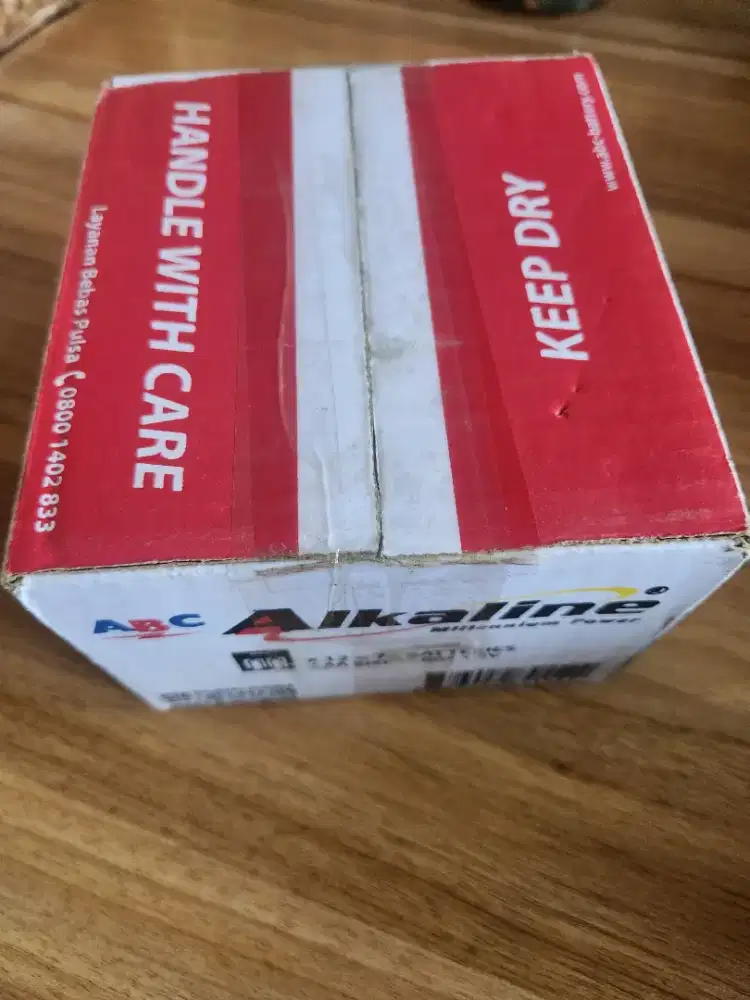 HANDLE WITH CARE
Layanan Bebas Pulsa 0800 1402 833
KEEP DRY
www.abc-battery.com
ABC Alkaline®
Millennium Power